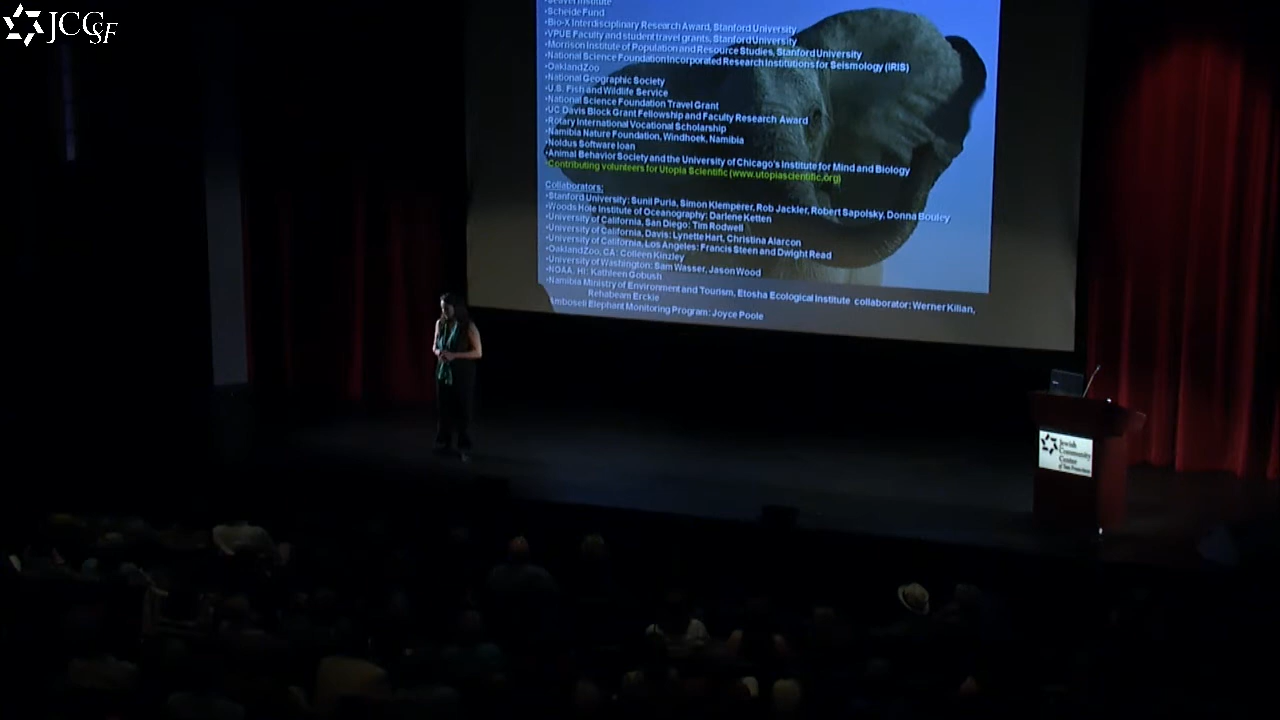 JCCSF
Beaver Institute
•Scheide Fund
•Bio-X Interdisciplinary Research Award, Stanford University
•VPUE Faculty and student travel grants, Stanford University
•Morrison Institute of Population and Resource Studies, Stanford University
•National Science Foundation Incorporated Research Institutions for Seismology (IRIS)
•Oakland Zoo
•National Geographic Society
•U.S. Fish and Wildlife Service
•National Science Foundation Travel Grant
•UC Davis Block Grant Fellowship and Faculty Research Award
•Rotary International Vocational Scholarship
•Namibia Nature Foundation, Windhoek, Namibia
•Noldus Software loan
•Animal Behavior Society and the University of Chicago's Institute for Mind and Biology
•Contributing volunteers for Utopia Scientific (www.utopiascientific.org)
Collaborators:
•Stanford University: Sunil Puria, Simon Klemperer, Rob Jackler, Robert Sapolsky, Donna Bouley
•Woods Hole Institute of Oceanography: Darlene Ketten
•University of California, San Diego: Tim Rodwell
•University of California, Davis: Lynette Hart, Christina Alarcon
•University of California, Los Angeles: Francis Steen and Dwight Read
•Oakland Zoo, CA: Colleen Kinzley
•University of Washington: Sam Wasser, Jason Wood
•NOAA, HI: Kathleen Gobush
•Namibia Ministry of Environment and Tourism, Etosha Ecological Institute collaborator: Werner Kilian,
Rehabeam Erckie
Amboseli Elephant Monitoring Program: Joyce Poole
Jewish
Community
Center
of San Francisco